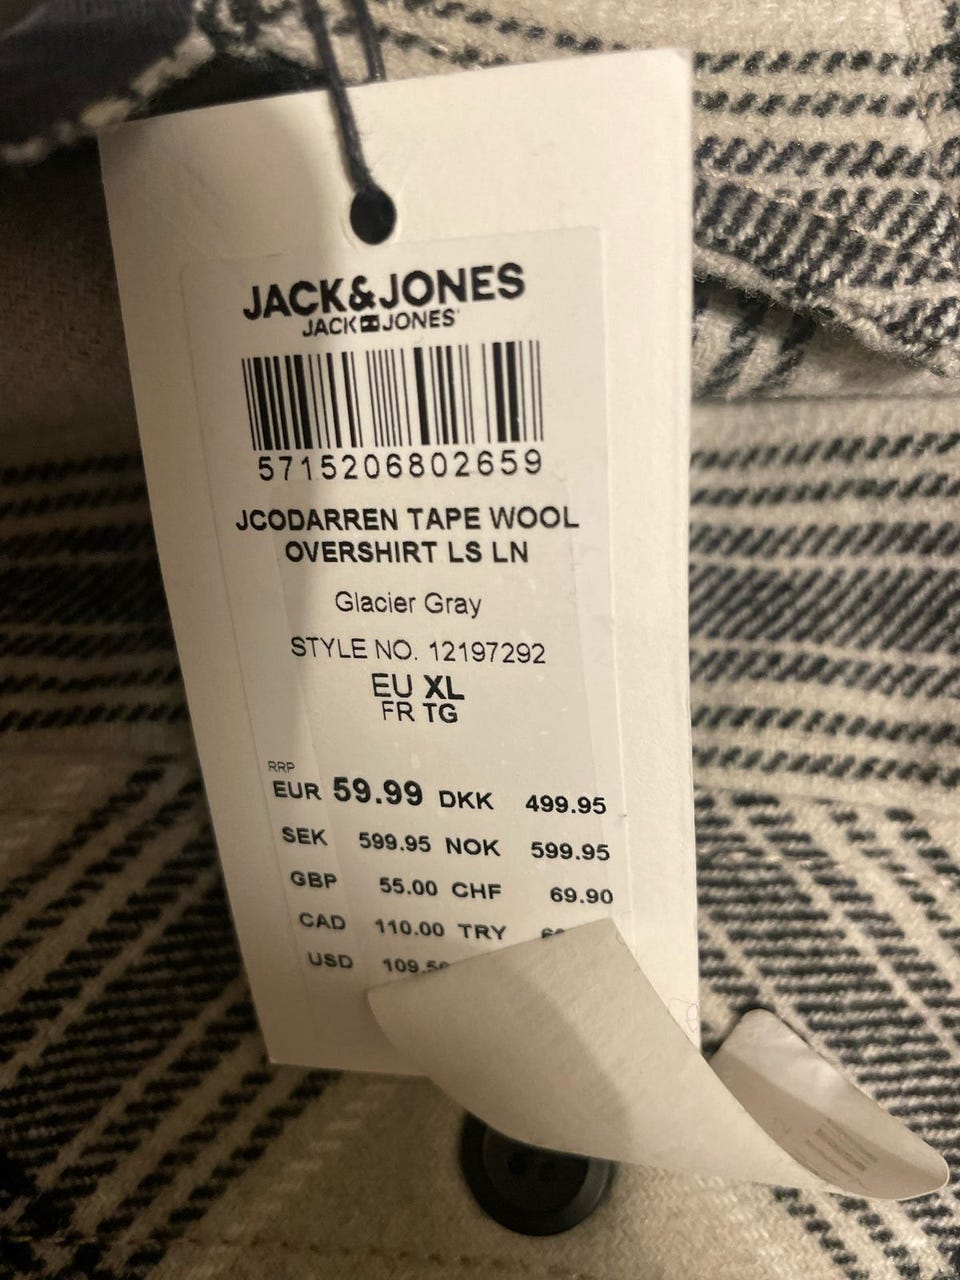 JACK&JONES
JACK JONES
5715206802659
JCODARREN TAPE WOOL
OVERSHIRT LS LN
Glacier Gray
STYLE NO. 12197292
EU XL
FR TG
RRP
EUR 59.99 DKK 499.95
SEK 599.95 NOK 599.95
GBP 55.00 CHF 69.90
CAD 110.00 TRY
USD